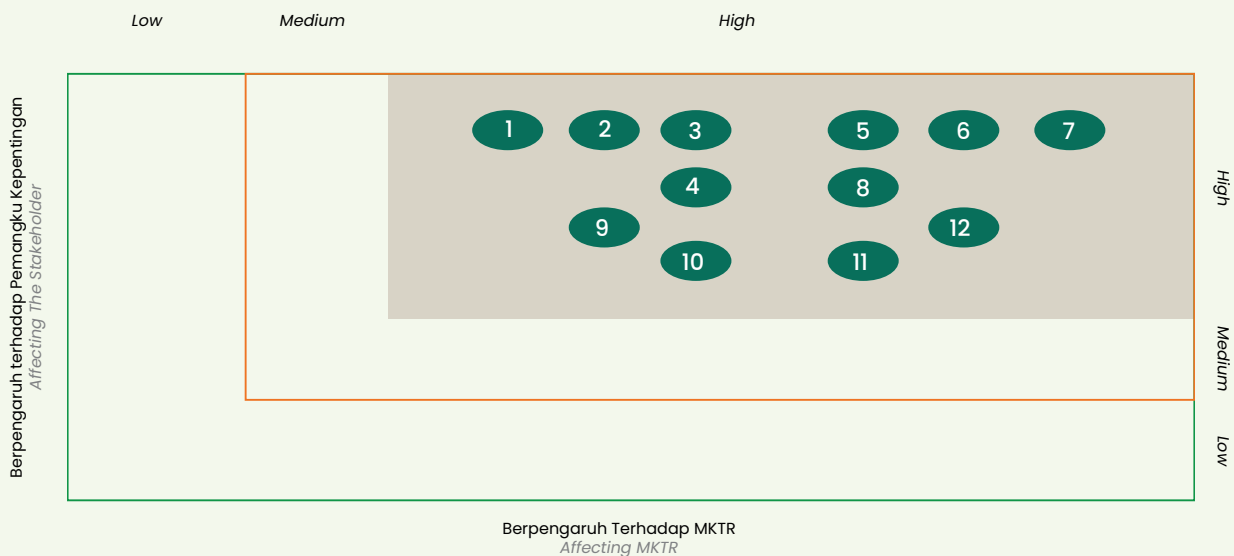 Low Medium High
Berpengaruh terhadap Pemangku Kepentingan
Affecting The Stakeholder
1 2 3 5 6 7
4 8
9 12
10 11
High
Medium
Low
Berpengaruh Terhadap MKTR
Affecting MKTR